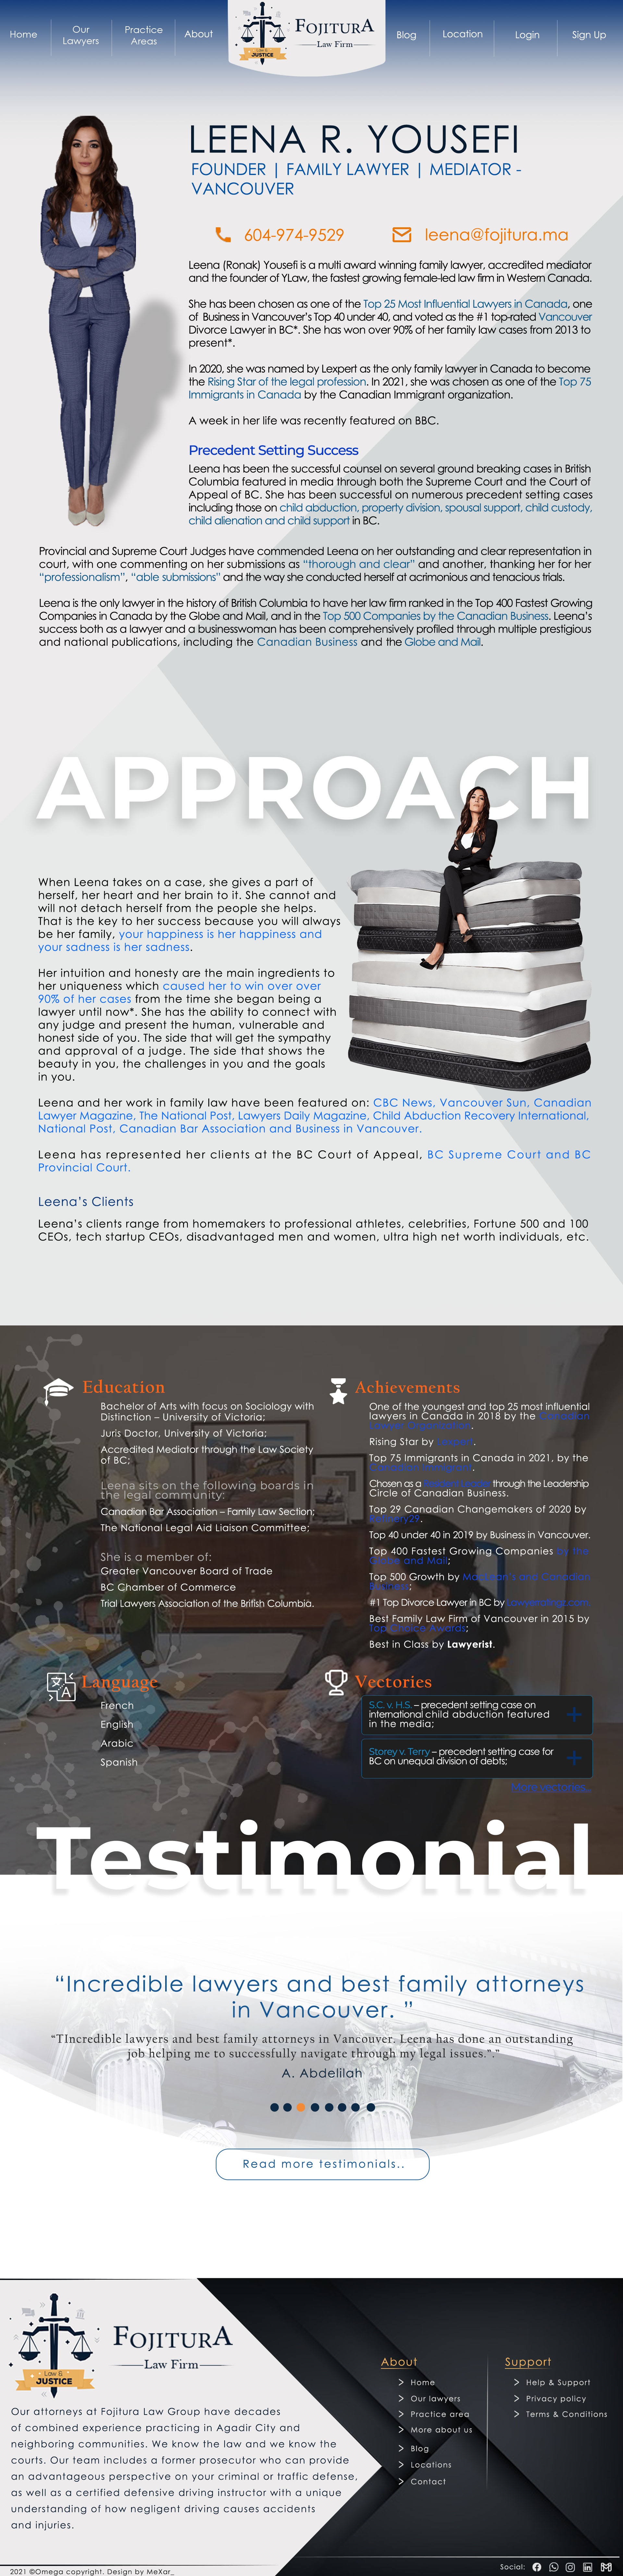 Home
Our
Lawyers
Practice
Areas
About
Law &
JUSTICE
FOJITURA
Law Firm
Blog
Location
Login
Sign Up
LEENA R. YOUSEFI
FOUNDER | FAMILY LAWYER | MEDIATOR -
VANCOUVER
604-974-9529
leena@fojitura.ma
Leena (Ronak) Yousefi is a multi award winning family lawyer, accredited mediator
and the founder of YLaw, the fastest growing female-led law firm in Western Canada.
She has been chosen as one of the Top 25 Most Influential Lawyers in Canada, one
of Business in Vancouver's Top 40 under 40, and voted as the #1 top-rated Vancouver
Divorce Lawyer in BC*. She has won over 90% of her family law cases from 2013 to
present*.
In 2020, she was named by Lexpert as the only family lawyer in Canada to become
the Rising Star of the legal profession. In 2021, she was chosen as one of the Top 75
Immigrants in Canada by the Canadian Immigrant organization.
A week in her life was recently featured on BBC.
Precedent Setting Success
Leena has been the successful counsel on several ground breaking cases in British
Columbia featured in media through both the Supreme Court and the Court of
Appeal of BC. She has been successful on numerous precedent setting cases
including those on child abduction, property division, spousal support, child custody,
child alienation and child support in BC.
Provincial and Supreme Court Judges have commended Leena on her outstanding and clear representation in
court, with one commenting on her submissions as “thorough and clear” and another, thanking her for her
“professionalism”, “able submissions” and the way she conducted herself at acrimonious and tenacious trials.
Leena is the only lawyer in the history of British Columbia to have her law firm ranked in the Top 400 Fastest Growing
Companies in Canada by the Globe and Mail, and in the Top 500 Companies by the Canadian Business. Leena's
success both as a lawyer and a businesswoman has been comprehensively profiled through multiple prestigious
and national publications, including the Canadian Business and the Globe and Mail.
APPROACH
When Leena takes on a case, she gives a part of
herself, her heart and her brain to it. She cannot and
will not detach herself from the people she helps.
That is the key to her success because you will always
be her family, your happiness is her happiness and
your sadness is her sadness.
Her intuition and honesty are the main ingredients to
her uniqueness which caused her to win over over
90% of her cases from the time she began being a
lawyer until now*. She has the ability to connect with
any judge and present the human, vulnerable and
honest side of you. The side that will get the sympathy
and approval of a judge. The side that shows the
beauty in you, the challenges in you and the goals
in you.
Leena and her work in family law have been featured on: CBC News, Vancouver Sun, Canadian
Lawyer Magazine, The National Post, Lawyers Daily Magazine, Child Abduction Recovery International,
National Post, Canadian Bar Association and Business in Vancouver.
Leena has represented her clients at the BC Court of Appeal, BC Supreme Court and BC
Provincial Court.
Leena's Clients
Leena's clients range from homemakers to professional athletes, celebrities, Fortune 500 and 100
CEOs, tech startup CEOs, disadvantaged men and women, ultra high net worth individuals, etc.
Education
Bachelor of Arts with focus on Sociology with
Distinction – University of Victoria;
Juris Doctor, University of Victoria;
Accredited Mediator through the Law Society
of BC;
Leena sits on the following boards in
the legal community:
Canadian Bar Association – Family Law Section;
The National Legal Aid Liaison Committee;
She is a member of:
Greater Vancouver Board of Trade
BC Chamber of Commerce
Trial Lawyers Association of the British Columbia.
Achievements
One of the youngest and top 25 most influential
lawyers in Canada in 2018 by the Canadian
Rising Star by
Top 75 Immigrants in Canada in 2021, by the
Chosen as a through the Leadership
Circle of Canadian Business.
Top 29 Canadian Changemakers of 2020 by
Top 40 under 40 in 2019 by Business in Vancouver.
Top 400 Fastest Growing Companies by the
Globe and Mail;
Top 500 Growth by Maclean's and Canadian
#1 Top Divorce Lawyer in BC by
Best Family Law Firm of Vancouver in 2015 by
Top Choice Awards;
Best in Class by Lawyerist.
Language
French
English
Arabic
Spanish
Vectories
S.C. v. H.S. – precedent setting case on
international child abduction featured
in the media;
Storey v. Terry – precedent setting case for
BC on unequal division of debts;
More vectories...
Testimonial
“Incredible lawyers and best family attorneys
in Vancouver. ”
“TIncredible lawyers and best family attorneys in Vancouver. Leena has done an outstanding
job helping me to successfully navigate through my legal issues.”.”
A. Abdelilah
Read more testimonials..
Law &
JUSTICE
FOJITURA
Law Firm
Our attorneys at Fojitura Law Group have decades
of combined experience practicing in Agadir City and
neighboring communities. We know the law and we know the
courts. Our team includes a former prosecutor who can provide
an advantageous perspective on your criminal or traffic defense,
as well as a certified defensive driving instructor with a unique
understanding of how negligent driving causes accidents
and injuries.
About
> Home
> Our lawyers
> Practice area
> More about us
> Blog
> Locations
> Contact
Support
> Help & Support
> Privacy policy
> Terms & Conditions
2021 ©Omega copyright. Design by MeXar_
Social: